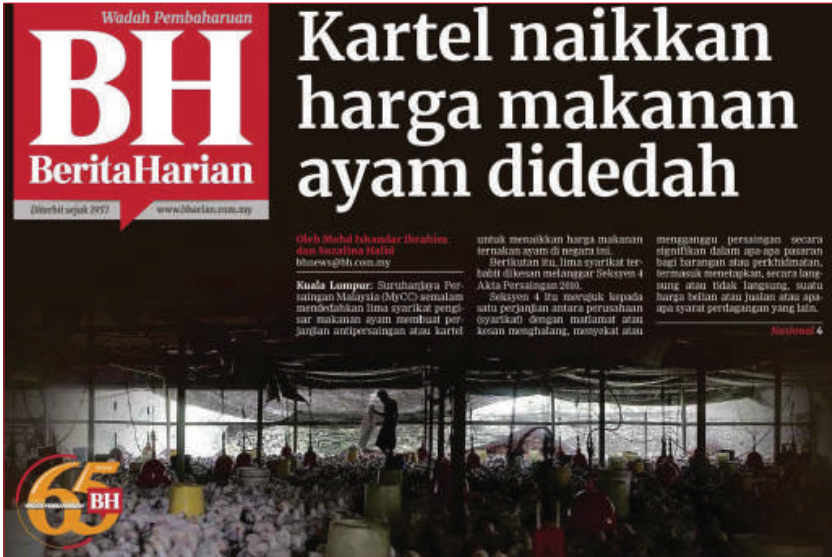 Wadah Pembaharuan
BH
BeritaHarian
Diterbit sejak 1957
www.bharian.com.my
Kartel naikkan
harga makanan
ayam didedah
Oleh Mohd Iskandar Ibrahim
dan Suzalina Halid
bhnews@bh.com.my
Kuala Lumpur: Suruhanjaya Per-
saingan Malaysia (MyCC) semalam
mendedahkan lima syarikat pengi-
sar makanan ayam membuat per-
janjian antipersaingan atau kartel
untuk menaikkan harga makanan
ternakan ayam di negara ini.
Berikutan itu, lima syarikat ter-
babit dikesan melanggar Seksyen 4
Akta Persaingan 2010.
Seksyen 4 itu merujuk kepada
satu perjanjian antara perusahaan
(syarikat) dengan matlamat atau
kesan menghalang, menyekat atau
mengganggu persaingan secara
signifikan dalam apa-apa pasaran
bagi barangan atau perkhidmatan,
termasuk menetapkan, secara lang-
sung atau tidak langsung, suatu
harga belian atau jualan atau apa-
apa syarat perdagangan yang lain.
Nasional 4
65
BH